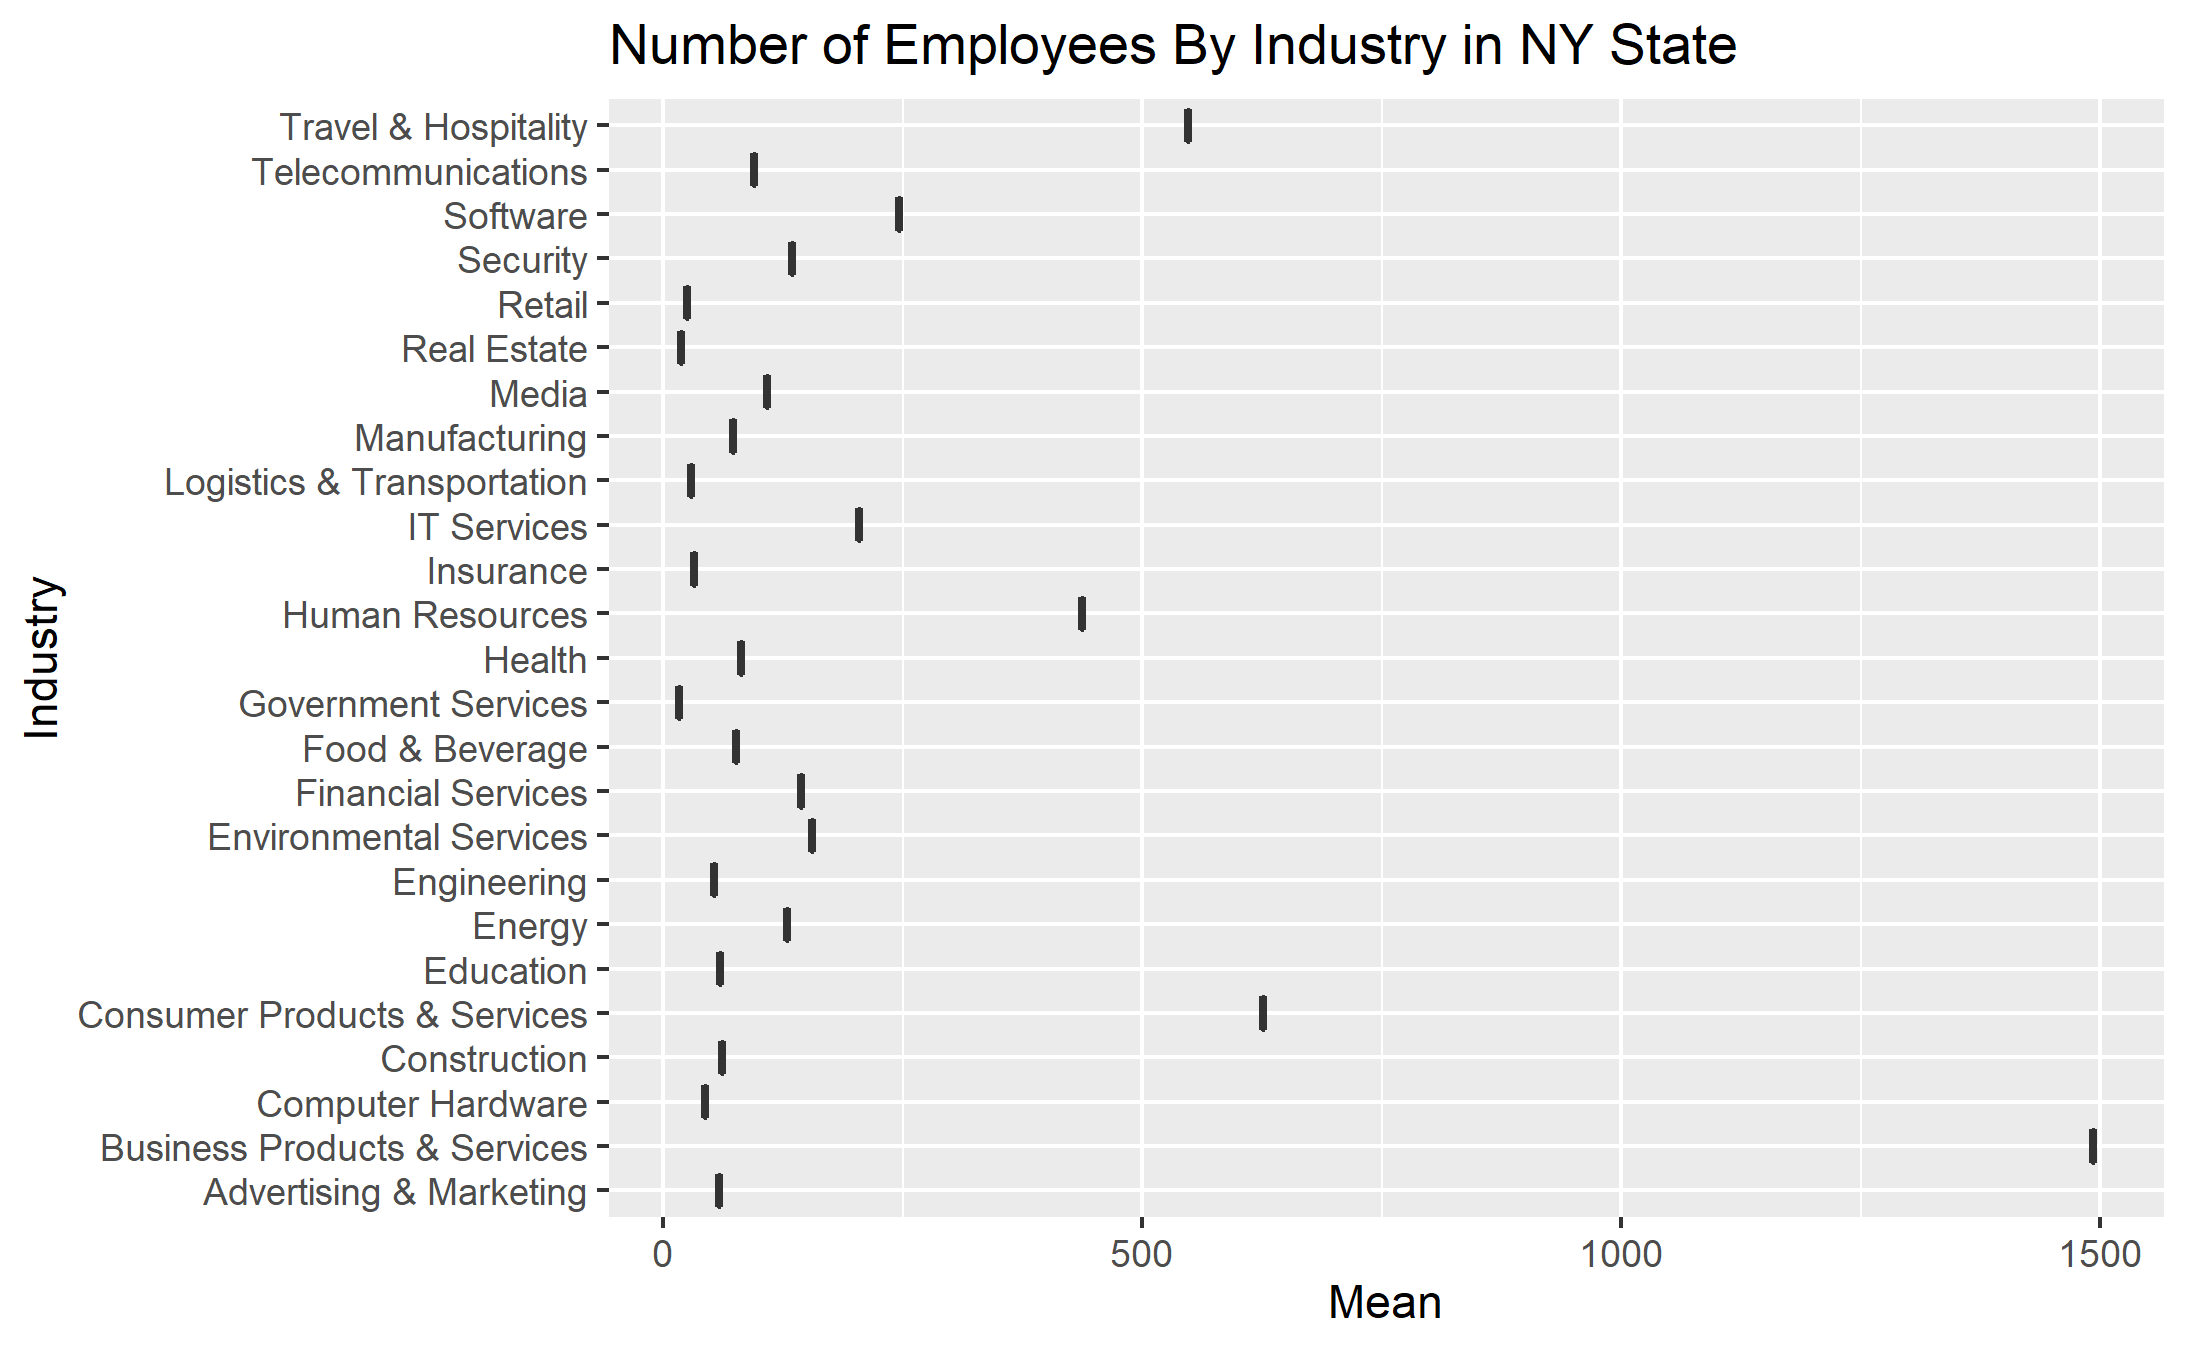 Number of Employees By Industry in NY State
Industry
Travel & Hospitality
Telecommunications
Software
Security
Retail
Real Estate
Media
Manufacturing
Logistics & Transportation
IT Services
Insurance
Human Resources
Health
Government Services
Food & Beverage
Financial Services
Environmental Services
Engineering
Energy
Education
Consumer Products & Services
Construction
Computer Hardware
Business Products & Services
Advertising & Marketing
0 500 1000 1500
Mean